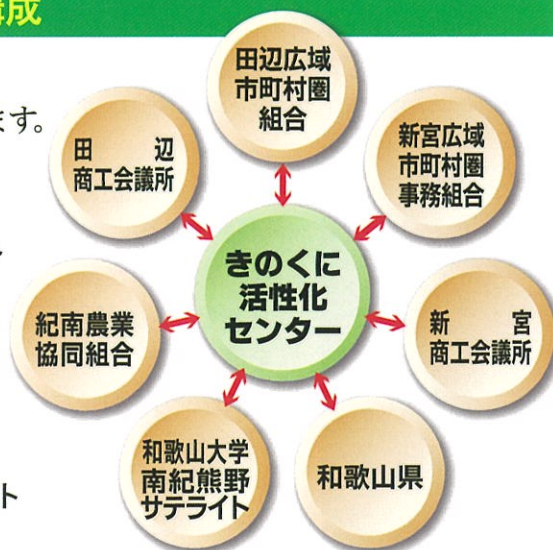 構成
ます。
田辺広域
市町村圏
組合
田 辺
商工会議所
新宮広域
市町村圏
事務組合
きのくに
活性化
センター
紀南農業
協同組合
新 宮
商工会議所
和歌山大学
南紀熊野
サテライト
和歌山県
ト